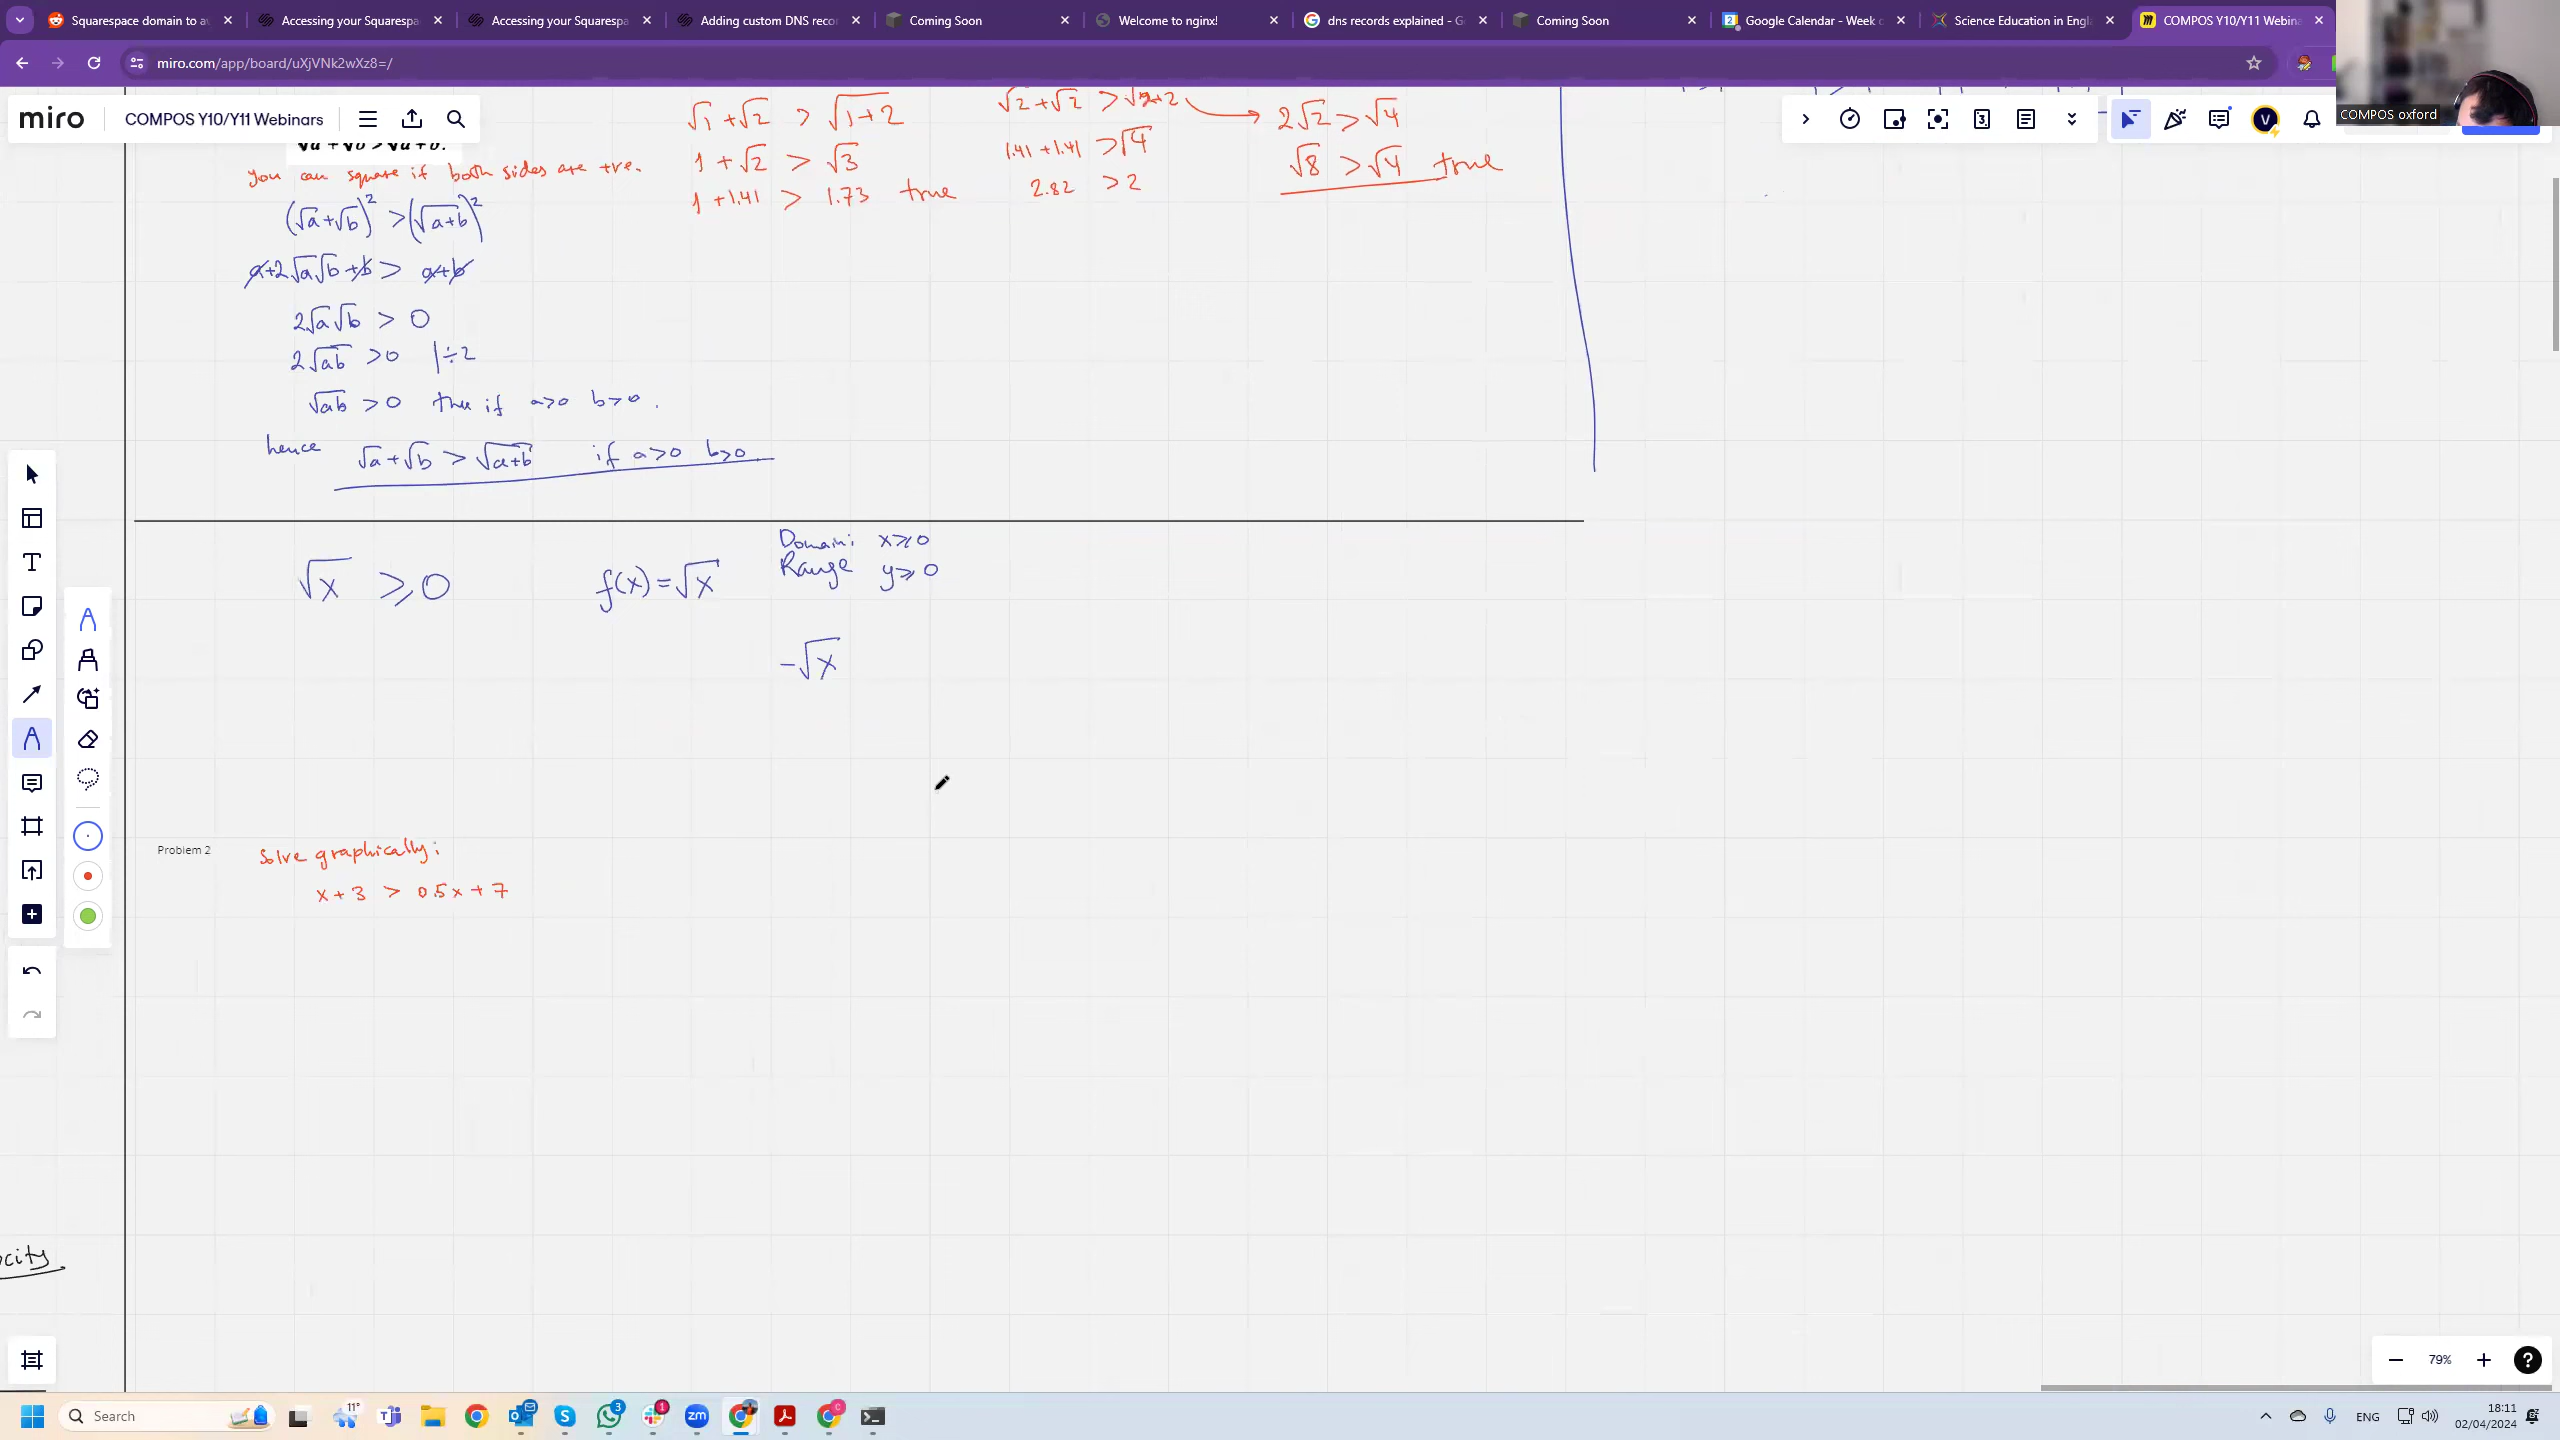 Squarespace domain to av
Accessing your Squarespa
Accessing your Squarespa
Adding custom DNS reco
Coming Soon
Welcome to nginx!
dns records explained - G
Coming Soon
Google Calendar - Week o
Science Education in Engl
COMPOS Y10/Y11 Webina
miro.com/app/board/uXjVNk2wXz8=/
miro
COMPOS Y10/Y11 Webinars
COMPOS oxford
V
√a + √b > √a+b.
you can square if both sides are +ve.
(√a+√b)² > (√a+b)²
a+2√a√b+b > a+b
2√a√b > 0
2√ab > 0 |÷2
√ab > 0 true if a>0 b>0.
hence √a+√b > √a+b if a>0 b>0
√1+√2 > √1+2
1+√2 > √3
1+1.41 > 1.73 true
√2+√2 > √2+2
1.41+1.41 > √4
2.82 > 2
2√2 > √4
√8 > √4 true
√x ⩾ 0
f(x)=√x
Domain: x⩾0
Range y⩾0
-√x
Problem 2
Solve graphically:
x+3 > 0.5x+7
ocity
79%
Search
11°
ENG
18:11
02/04/2024